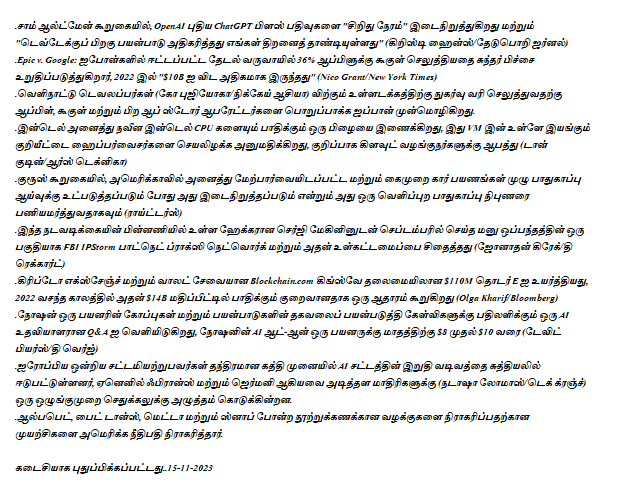 .சாம் ஆல்ட்மேன் கூறுகையில், OpenAI புதிய ChatGPT பிளஸ் பதிவுகளை "சிறிது நேரம்" இடைநிறுத்துகிறது மற்றும்
"டெவ்டேக்குப் பிறகு பயன்பாடு அதிகரித்தது எங்கள் திறனைத் தாண்டியுள்ளது" (கிறிஸ்டி ஹைன்ஸ்/தேடுபொறி ஜர்னல்)
.Epic v. Google: ஐபோன்களில் ஈட்டப்பட்ட தேடல் வருவாயில் 36% ஆப்பிளுக்கு கூகுள் செலுத்தியதை சுந்தர் பிச்சை
உறுதிப்படுத்துகிறார், 2022 இல் "$10B ஐ விட அதிகமாக இருந்தது" (Nico Grant/New York Times)
.வெளிநாட்டு டெவலப்பர்கள் (கோ புஜியோகா/நிக்கேய் ஆசியா) விற்கும் உள்ளடக்கத்திற்கு நுகர்வு வரி செலுத்துவதற்கு
ஆப்பிள், கூகுள் மற்றும் பிற ஆப் ஸ்டோர் ஆபரேட்டர்களை பொறுப்பாக்க ஜப்பான் முன்மொழிகிறது.
.இன்டெல் அனைத்து நவீன இன்டெல் CPU களையும் பாதிக்கும் ஒரு பிழையை இணைக்கிறது, இது VM இன் உள்ளே இயங்கும்
குறியீட்டை ஹைப்பர்வைசர்களை செயலிழக்க அனுமதிக்கிறது, குறிப்பாக கிளவுட் வழங்குநர்களுக்கு ஆபத்து (டான்
குடின்/ஆர்ஸ் டெக்னிகா)
.குரூஸ் கூறுகையில், அமெரிக்காவில் அனைத்து மேற்பார்வையிடப்பட்ட மற்றும் கைமுறை கார் பயணங்கள் முழு பாதுகாப்பு
ஆய்வுக்கு உட்படுத்தப்படும் போது அது இடைநிறுத்தப்படும் என்றும் அது ஒரு வெளிப்புற பாதுகாப்பு நிபுணரை
பணியமர்த்துவதாகவும் (ராய்ட்டர்ஸ்)
.இந்த நடவடிக்கையின் பின்னணியில் உள்ள ஹேக்கரான செர்ஜி மேகினினுடன் செப்டம்பரில் செய்த மனு ஒப்பந்தத்தின் ஒரு
பகுதியாக FBI IPStorm பாட்நெட் ப்ராக்ஸி நெட்வொர்க் மற்றும் அதன் உள்கட்டமைப்பை சிதைத்தது (ஜோனாதன் கிரேக்/தி
ரெக்கார்ட்)
.கிரிப்டோ எக்ஸ்சேஞ்ச் மற்றும் வாலட் சேவையான Blockchain.com கிங்ஸ்வே தலைமையிலான $110M தொடர் E ஐ உயர்த்தியது,
2022 வசந்த காலத்தில் அதன் $14B மதிப்பீட்டில் பாதிக்கும் குறைவானதாக ஒரு ஆதாரம் கூறுகிறது (Olga Kharif/Bloomberg)
.நோஷன் ஒரு பயனரின் கோப்புகள் மற்றும் பயன்பாடுகளின் தகவலைப் பயன்படுத்தி கேள்விகளுக்கு பதிலளிக்கும் ஒரு AI
உதவியாளரான Q&A ஐ வெளியிடுகிறது, நோஷனின் AI ஆட்-ஆன் ஒரு பயனருக்கு மாதத்திற்கு $8 முதல் $10 வரை (டேவிட்
பியர்ஸ்/தி வெர்ஜ்)
.ஐரோப்பிய ஒன்றிய சட்டமியற்றுபவர்கள் தந்திரமான கத்தி முனையில் AI சட்டத்தின் இறுதி வடிவத்தை சுத்தியலில்
ஈடுபட்டுள்ளனர், ஏனெனில் ஃபிரான்ஸ் மற்றும் ஜெர்மனி ஆகியவை அடித்தள மாதிரிகளுக்கு (நடாஷா லோமாஸ்/டெக் க்ரஞ்ச்)
ஒரு ஒழுங்குமுறை செதுக்கலுக்கு அழுத்தம் கொடுக்கின்றன.
.ஆல்பபெட், பைட் டான்ஸ், மெட்டா மற்றும் ஸ்னாப் போன்ற நூற்றுக்கணக்கான வழக்குகளை நிராகரிப்பதற்கான
முயற்சிகளை அமெரிக்க நீதிபதி நிராகரித்தார்.
கடைசியாக புதுப்பிக்கப்பட்டது..15-11-2023